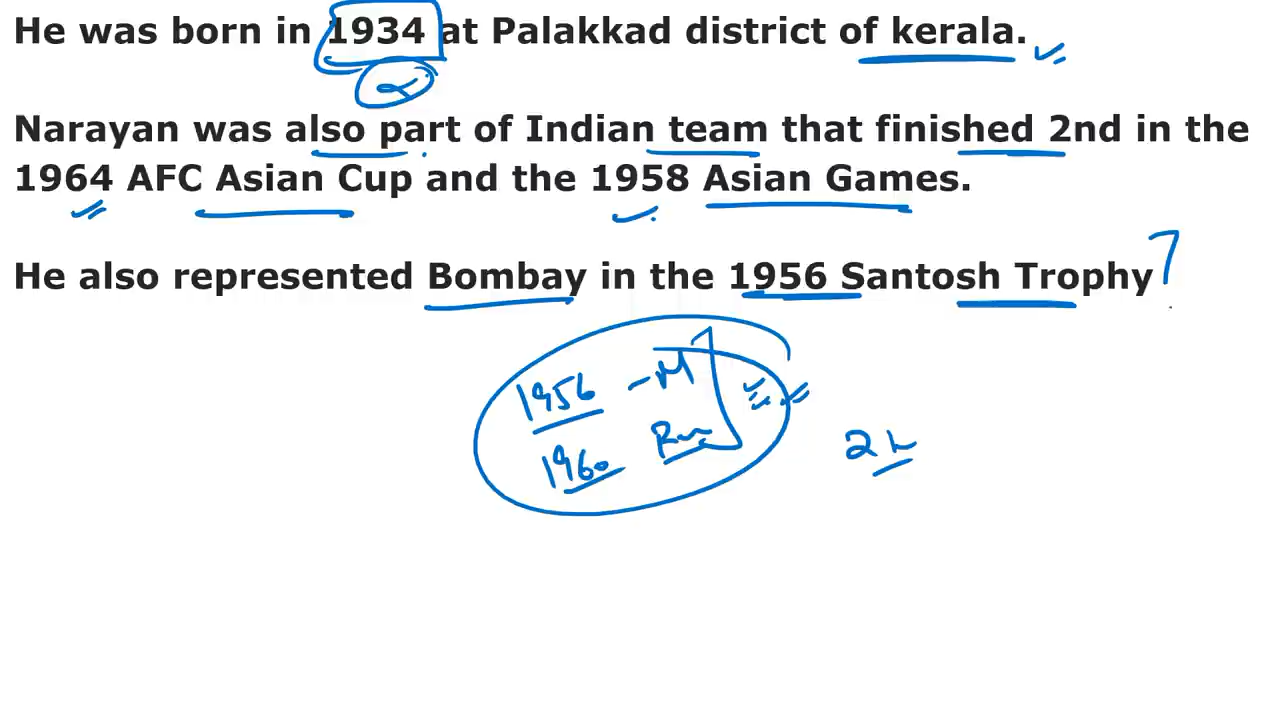 He was born in 1934 at Palakkad district of kerala.
Narayan was also part of Indian team that finished 2nd in the
1964 AFC Asian Cup and the 1958 Asian Games.
He also represented Bombay in the 1956 Santosh Trophy
1956 - M
1960